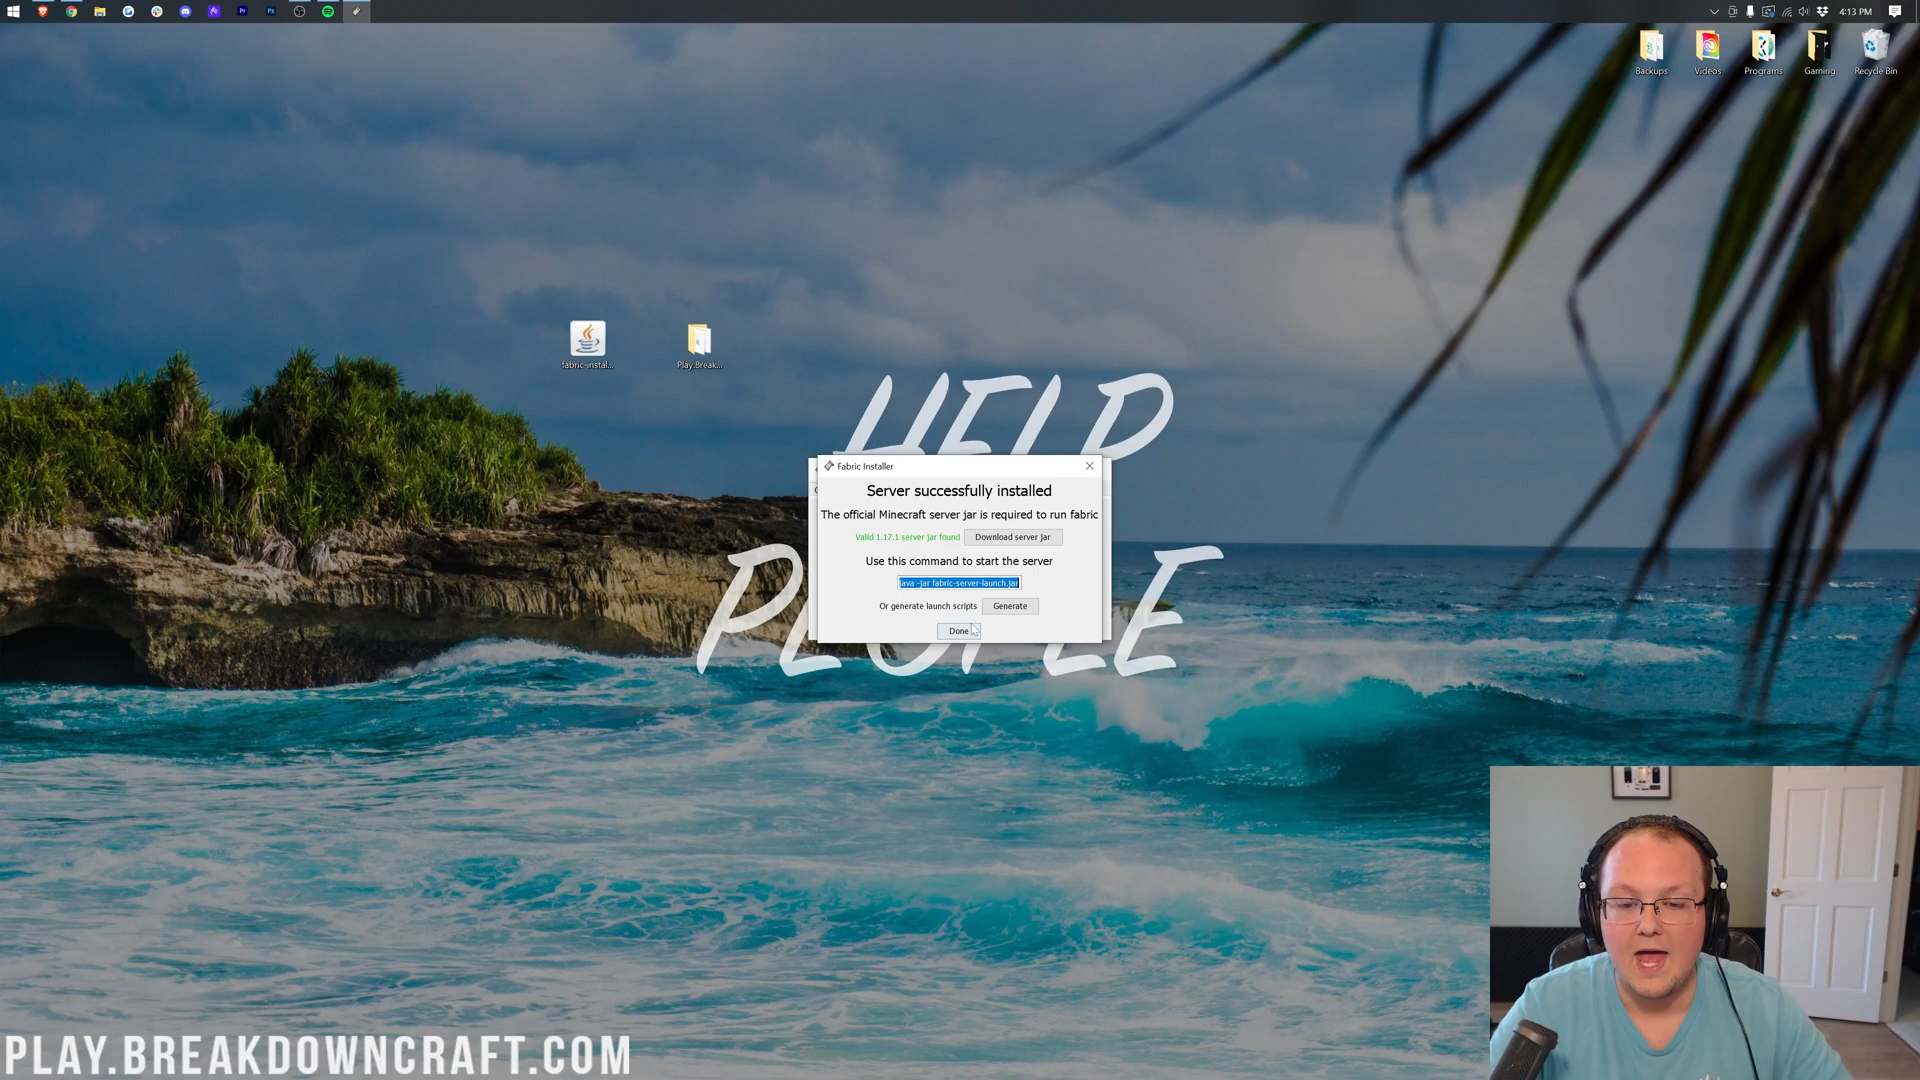 4:13 PM
Backups
Videos
Programs
Gaming
Recycle Bin
fabric-instal...
Play.Break...
HELP
PEOPLE
Fabric Installer
Server successfully installed
The official Minecraft server jar is required to run fabric
Valid 1.17.1 server jar found
Download server jar
Use this command to start the server
java -jar fabric-server-launch.jar
Or generate launch scripts
Generate
Done
PLAY.BREAKDOWNCRAFT.COM